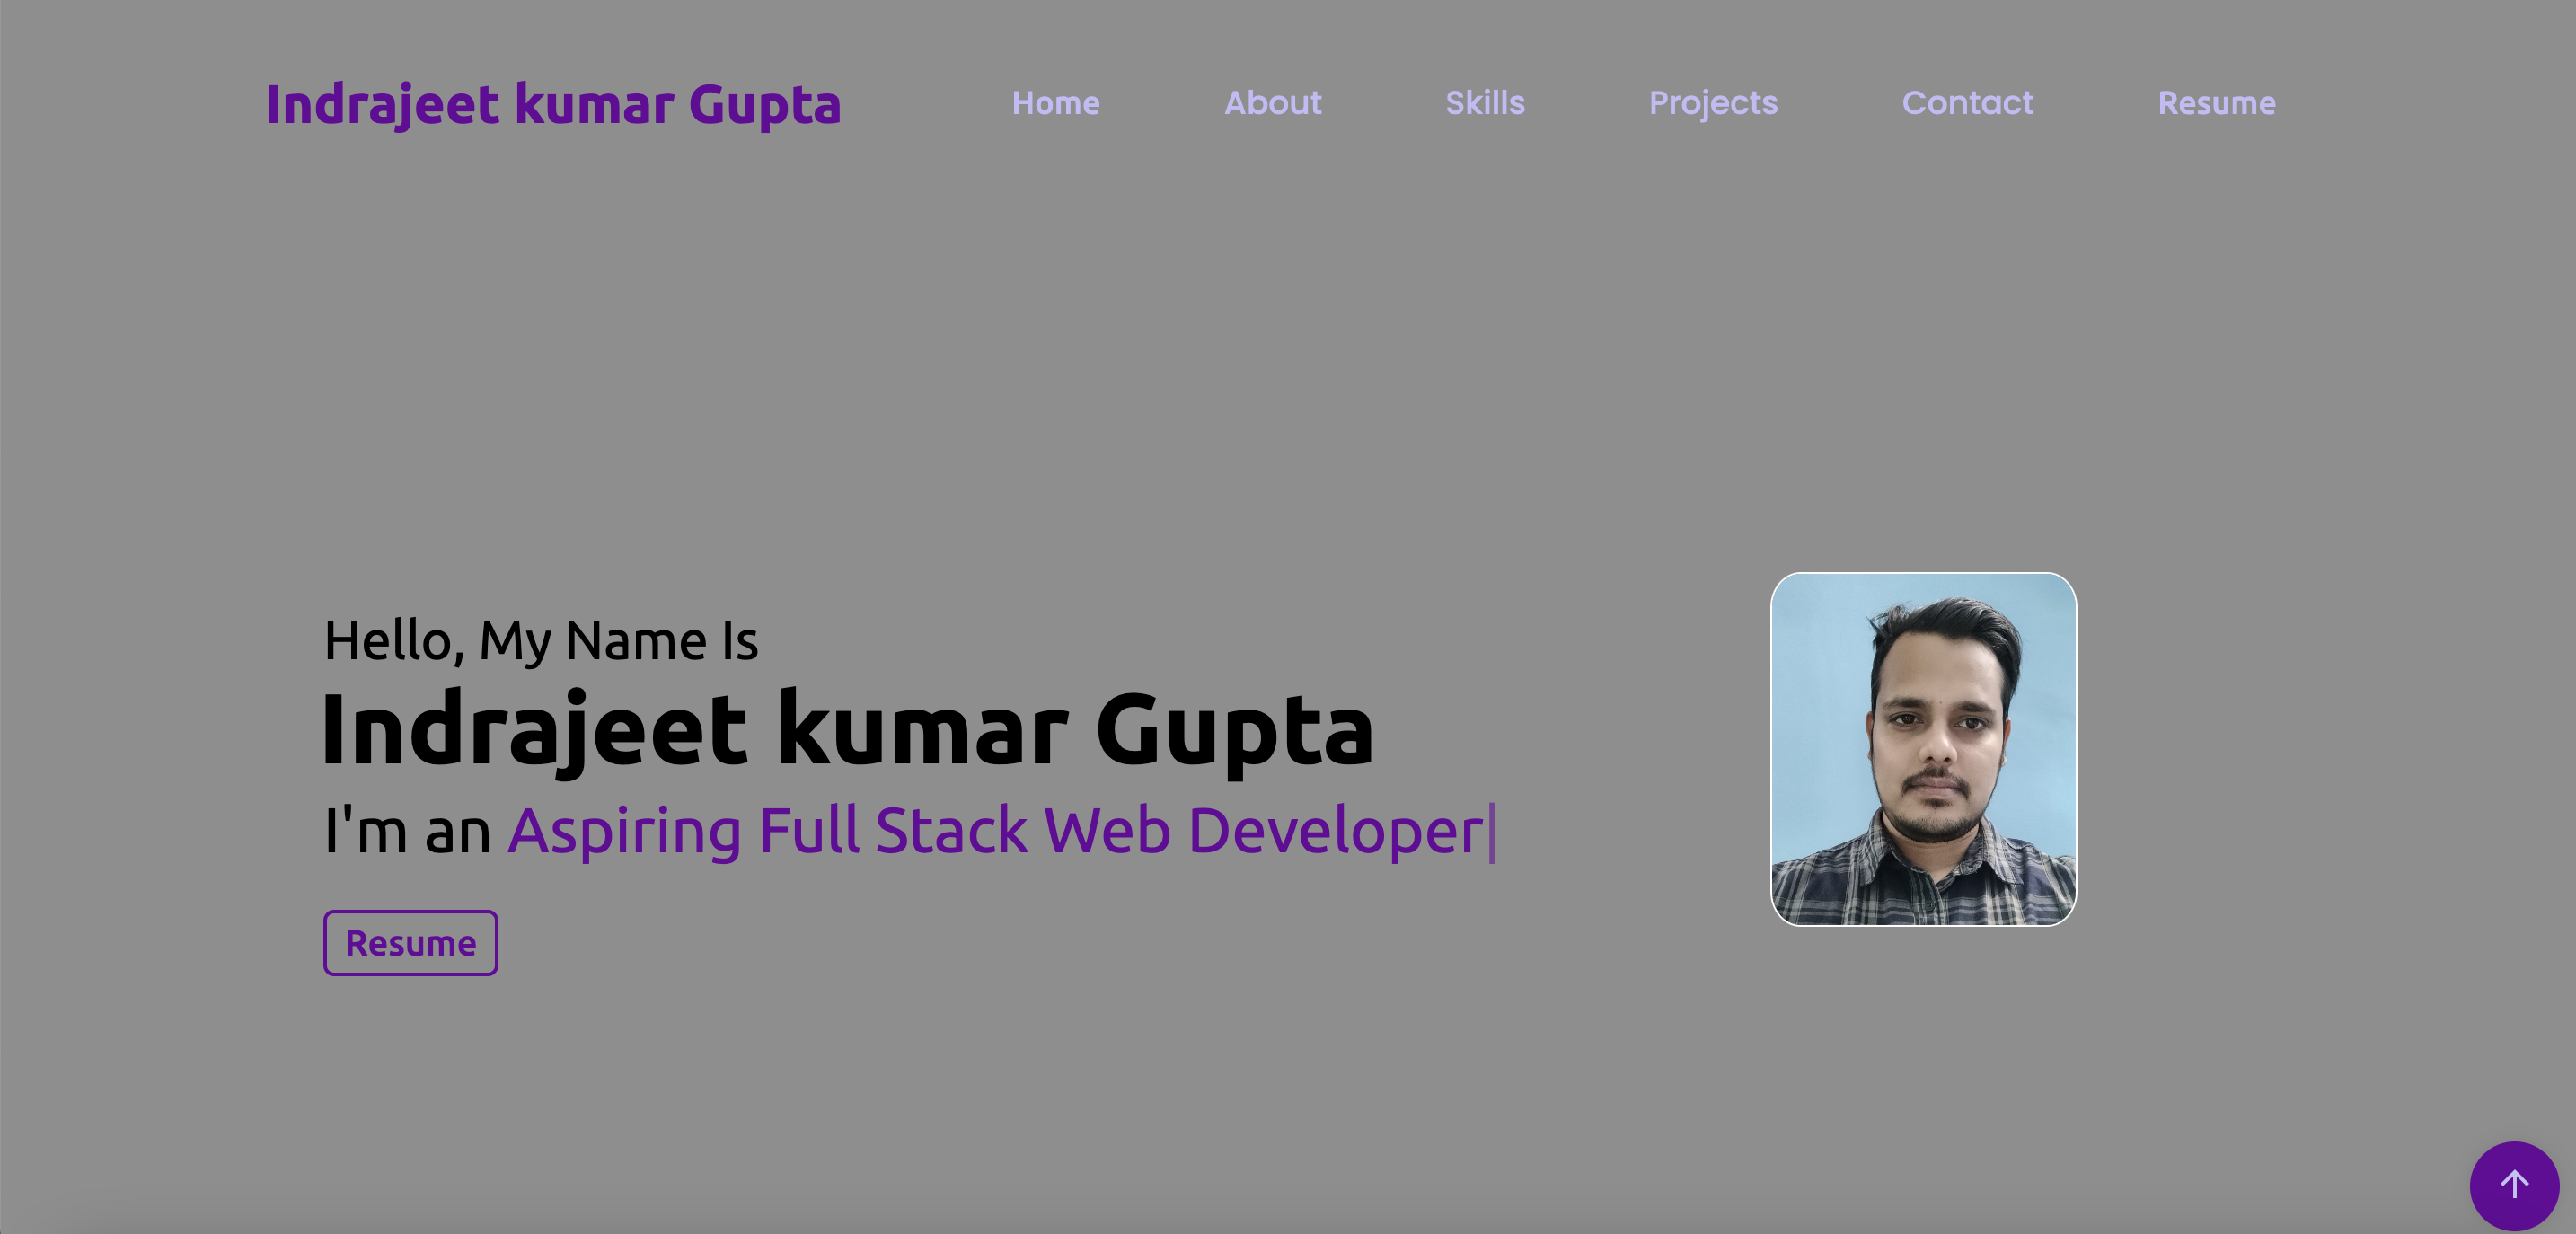 Indrajeet kumar Gupta
Home About Skills Projects Contact Resume
Hello, My Name Is
Indrajeet kumar Gupta
I'm an Aspiring Full Stack Web Developer
Resume